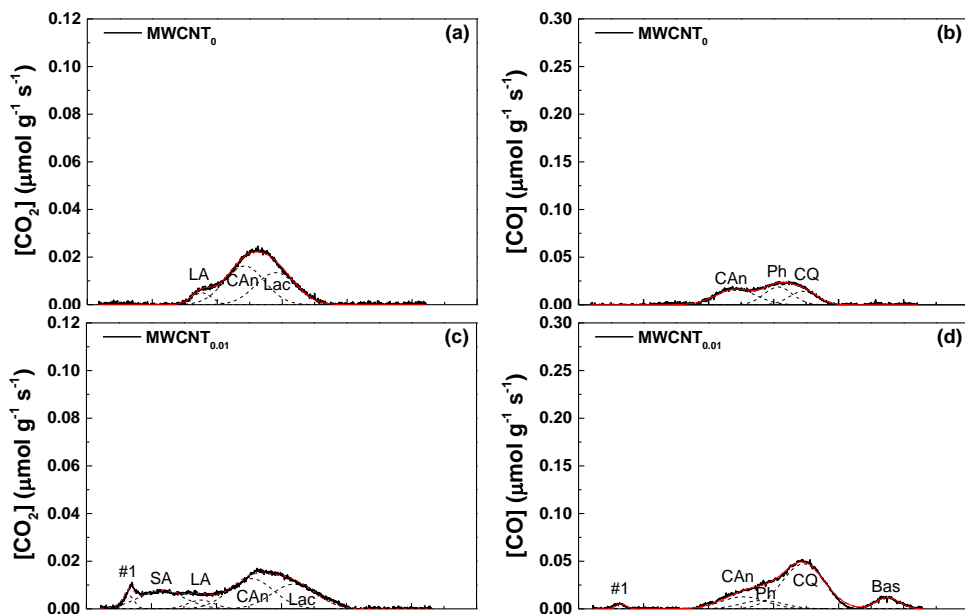 MWCNT₀
(a)
[CO₂] (μmol g⁻¹ s⁻¹)
0.12
0.10
0.08
0.06
0.04
0.02
0.00
LA
CAn
Lac
MWCNT₀
(b)
[CO] (μmol g⁻¹ s⁻¹)
0.30
0.25
0.20
0.15
0.10
0.05
0.00
CAn
Ph
CQ
MWCNT₀.₀₁
(c)
[CO₂] (μmol g⁻¹ s⁻¹)
0.12
0.10
0.08
0.06
0.04
0.02
0.00
#1
SA
LA
CAn
Lac
MWCNT₀.₀₁
(d)
[CO] (μmol g⁻¹ s⁻¹)
0.30
0.25
0.20
0.15
0.10
0.05
0.00
#1
CAn
Ph
CQ
Bas